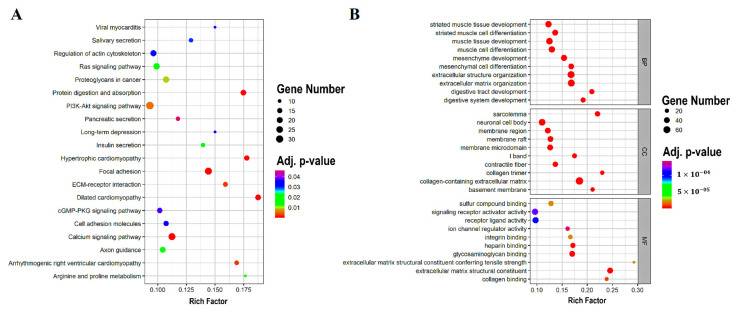 A
Viral myocarditis
Salivary secretion
Regulation of actin cytoskeleton
Ras signaling pathway
Proteoglycans in cancer
Protein digestion and absorption
PI3K-Akt signaling pathway
Pancreatic secretion
Long-term depression
Insulin secretion
Hypertrophic cardiomyopathy
Focal adhesion
ECM-receptor interaction
Dilated cardiomyopathy
cGMP-PKG signaling pathway
Cell adhesion molecules
Calcium signaling pathway
Axon guidance
Arrhythmogenic right ventricular cardiomyopathy
Arginine and proline metabolism
0.100 0.125 0.150 0.175
Rich Factor
Gene Number
10
15
20
25
30
Adj. p-value
0.04
0.03
0.02
0.01
B
striated muscle tissue development
striated muscle cell differentiation
muscle tissue development
muscle cell differentiation
mesenchyme development
mesenchymal cell differentiation
extracellular structure organization
extracellular matrix organization
digestive tract development
digestive system development
BP
sarcolemma
neuronal cell body
membrane region
membrane raft
membrane microdomain
I band
contractile fiber
collagen trimer
collagen-containing extracellular matrix
basement membrane
CC
sulfur compound binding
signaling receptor activator activity
receptor ligand activity
ion channel regulator activity
integrin binding
heparin binding
glycosaminoglycan binding
extracellular matrix structural constituent conferring tensile strength
extracellular matrix structural constituent
collagen binding
MF
0.10 0.15 0.20 0.25 0.30
Rich Factor
Gene Number
20
40
60
Adj. p-value
1×10⁻⁰⁴
5×10⁻⁰⁵